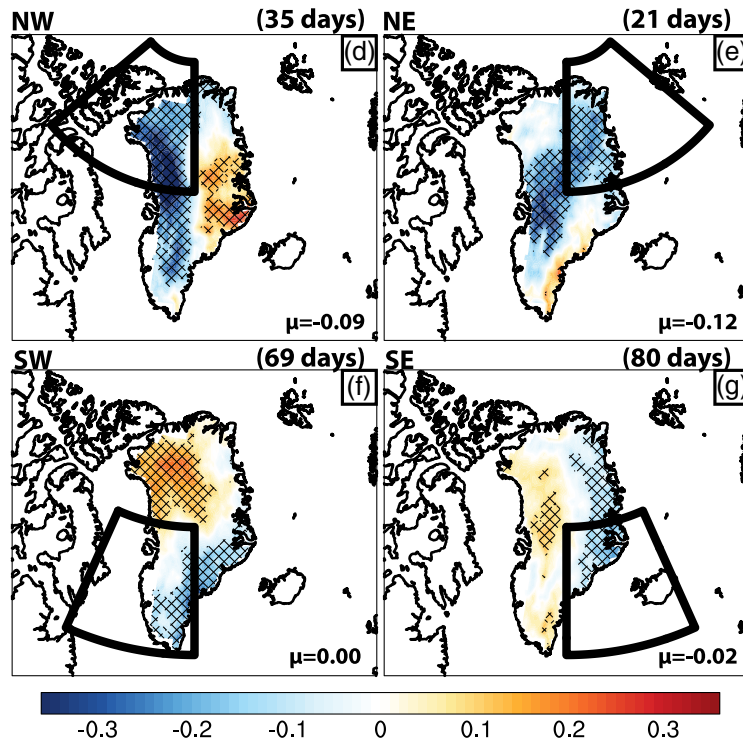 NW (35 days) NE (21 days)
(d) (e)
μ=-0.09 μ=-0.12
SW (69 days) SE (80 days)
(f) (g)
μ=0.00 μ=-0.02
-0.3 -0.2 -0.1 0 0.1 0.2 0.3